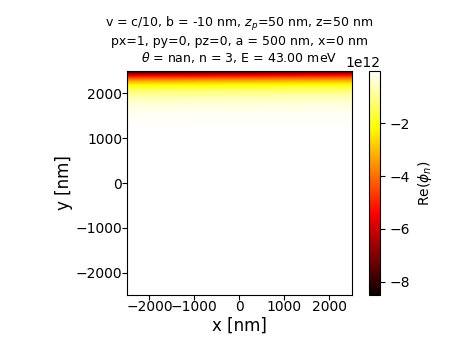 v = c/10, b = -10 nm, z_p=50 nm, z=50 nm
px=1, py=0, pz=0, a = 500 nm, x=0 nm
θ = nan, n = 3, E = 43.00 meV
1e12
2000
1000
0
−1000
−2000
y [nm]
−2000
−1000
0
1000
2000
x [nm]
−2
−4
−6
−8
Re(ϕ_n)